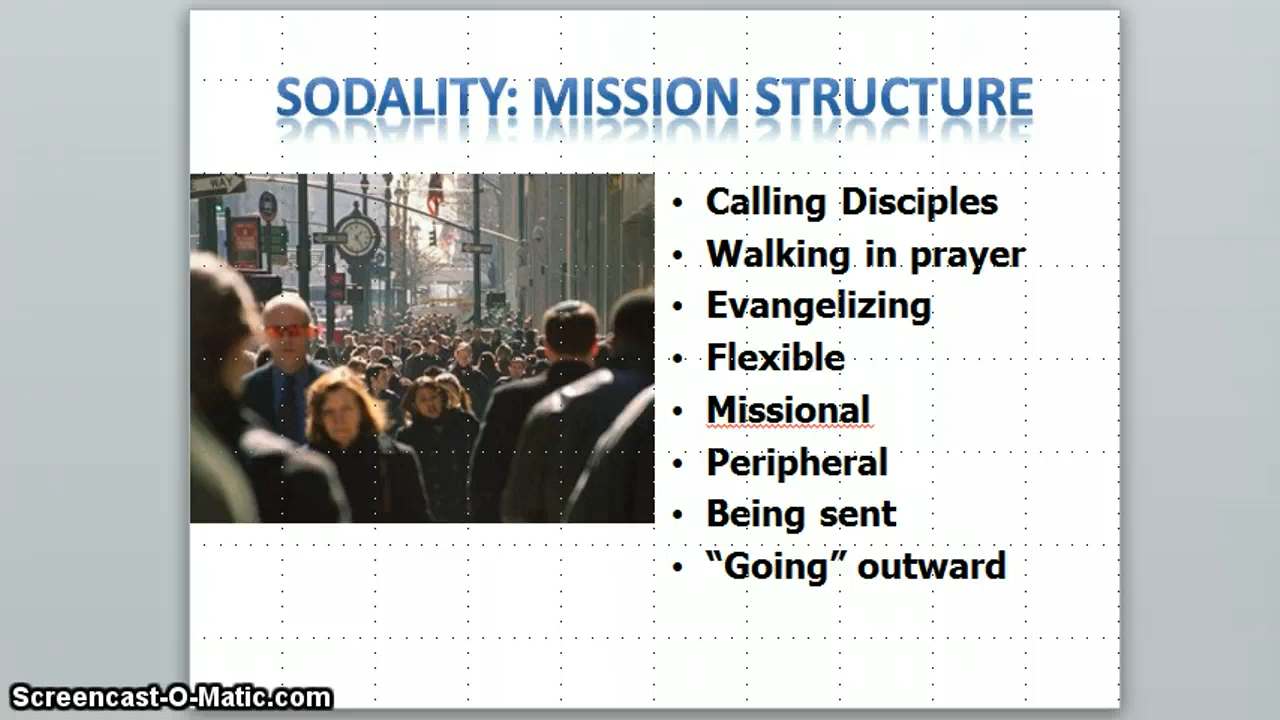 SODALITY: MISSION STRUCTURE
WAY
• Calling Disciples
• Walking in prayer
• Evangelizing
• Flexible
• Missional
• Peripheral
• Being sent
• “Going” outward
Screencast-O-Matic.com